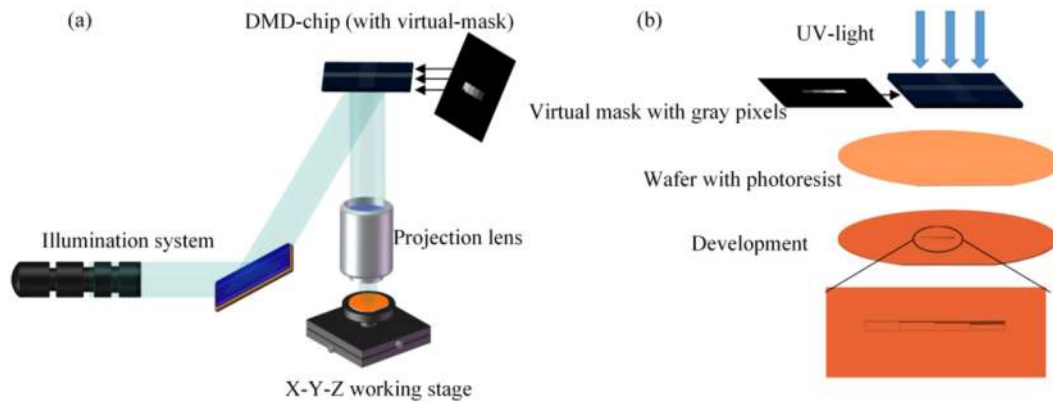 (a)
DMD-chip (with virtual-mask)
Illumination system
Projection lens
X-Y-Z working stage
(b)
UV-light
Virtual mask with gray pixels
Wafer with photoresist
Development